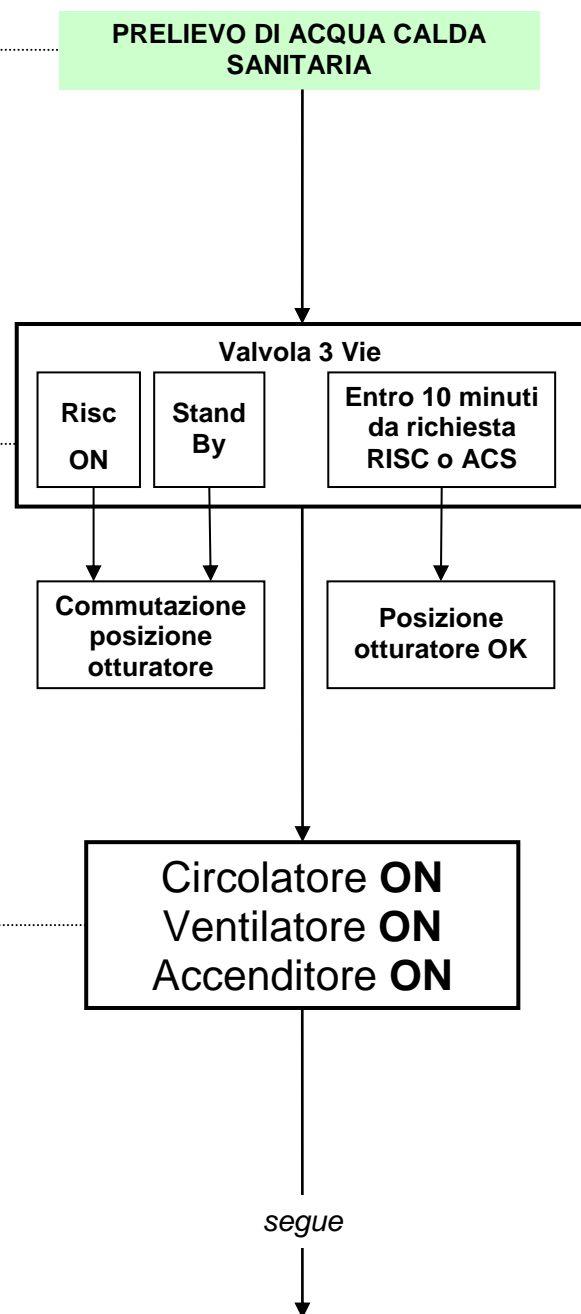 PRELIEVO DI ACQUA CALDA
SANITARIA
Valvola 3 Vie
Risc
ON
Stand
By
Entro 10 minuti
da richiesta
RISC o ACS
Commutazione
posizione
otturatore
Posizione
otturatore OK
Circolatore ON
Ventilatore ON
Accenditore ON
segue